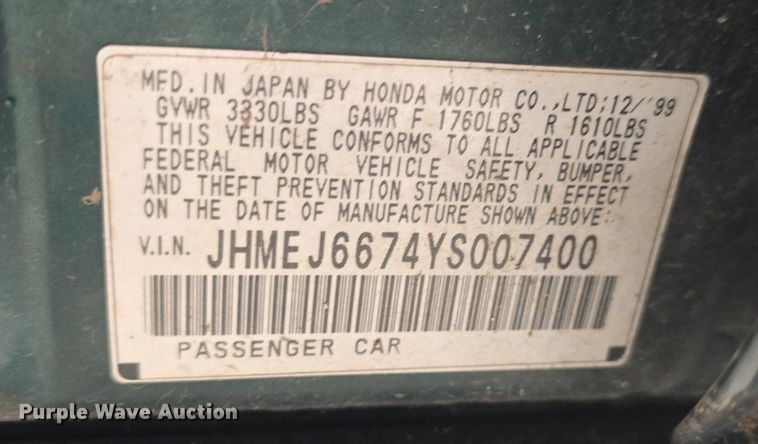 MFD. IN JAPAN BY HONDA MOTOR CO.,LTD;12/'99
GVWR 3330LBS GAWR F 1760LBS R 1610LBS
THIS VEHICLE CONFORMS TO ALL APPLICABLE
FEDERAL MOTOR VEHICLE SAFETY, BUMPER,
AND THEFT PREVENTION STANDARDS IN EFFECT
ON THE DATE OF MANUFACTURE SHOWN ABOVE:
V.I.N. JHMEJ6674YS007400
PASSENGER CAR
Purple Wave Auction